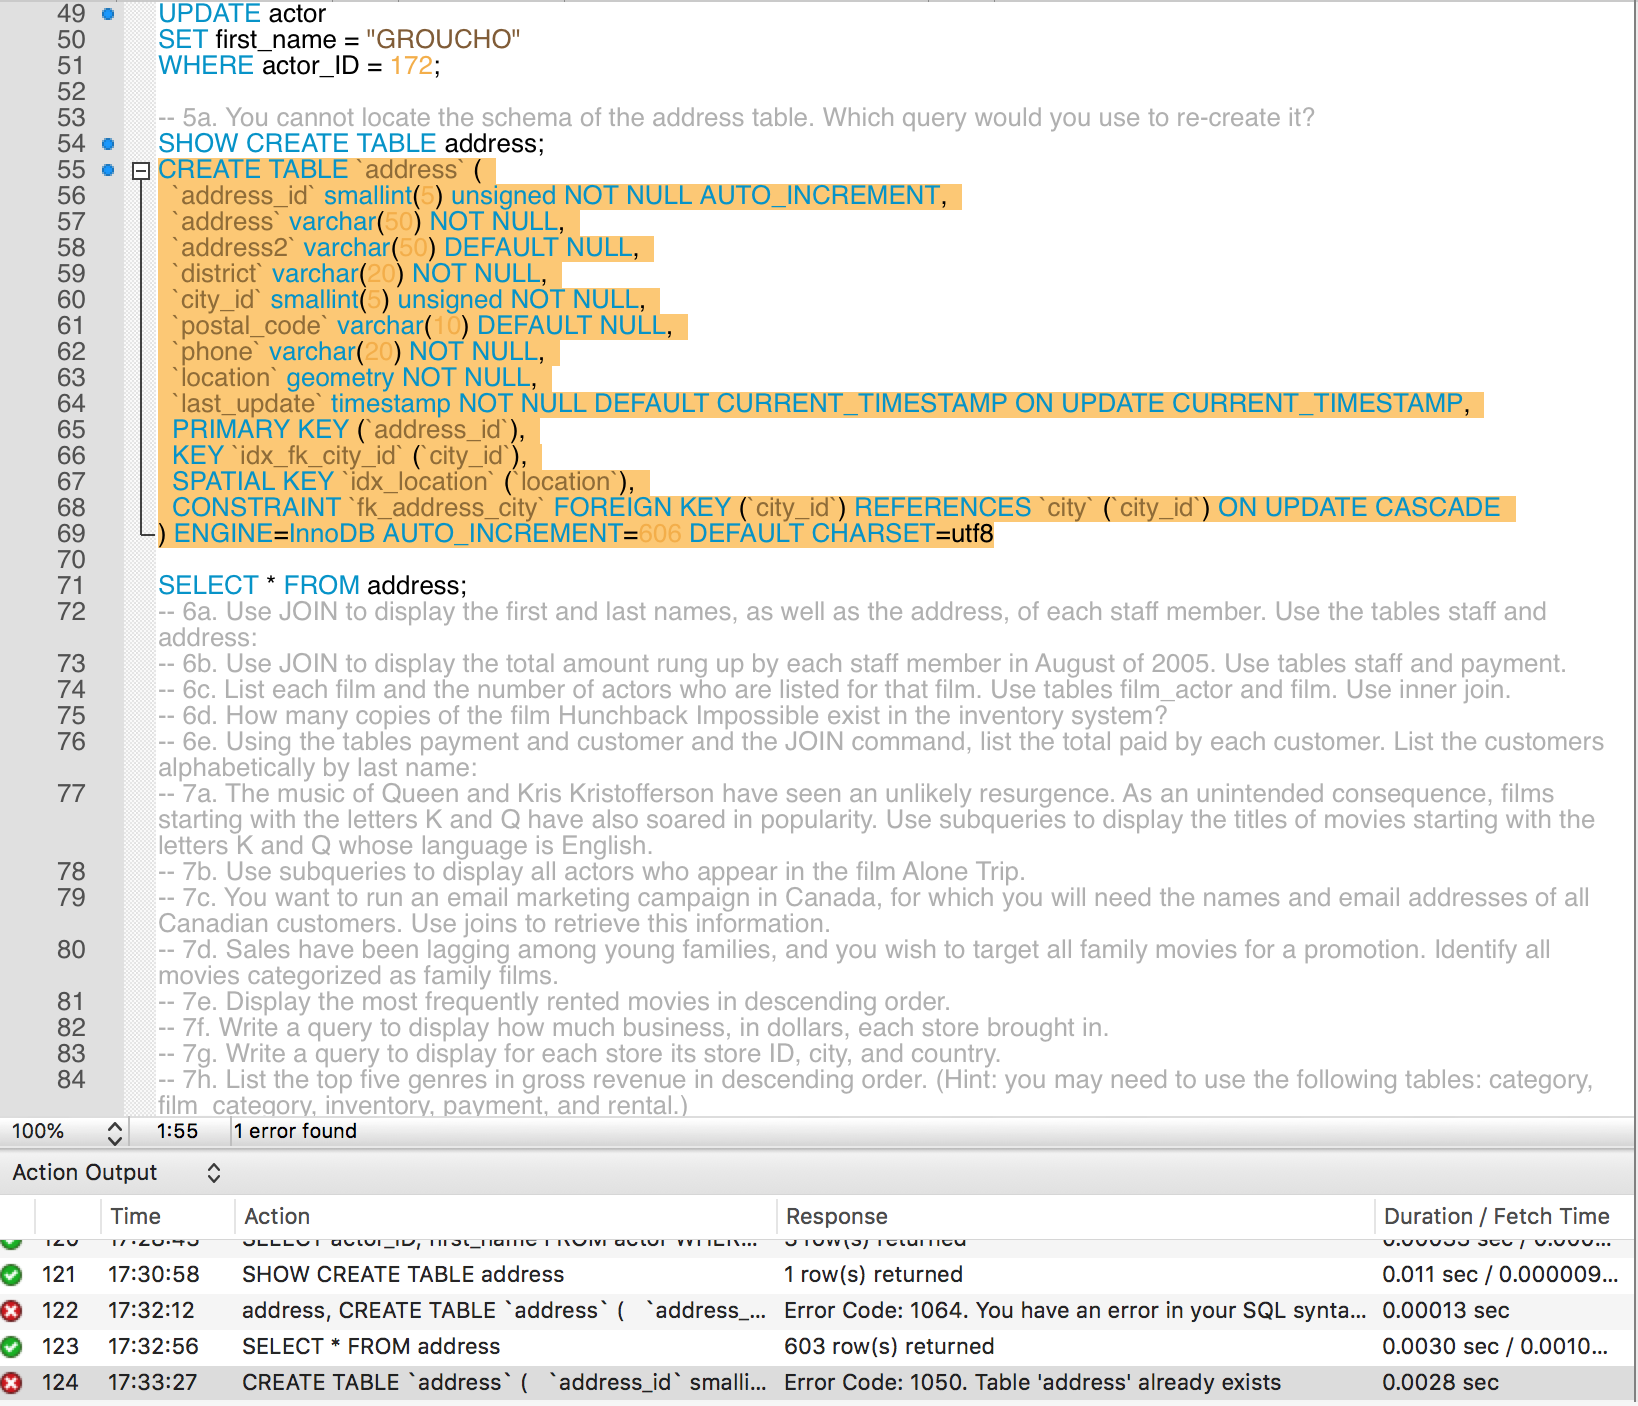 49 UPDATE actor
50 SET first_name = "GROUCHO"
51 WHERE actor_ID = 172;
52
53 -- 5a. You cannot locate the schema of the address table. Which query would you use to re-create it?
54 SHOW CREATE TABLE address;
55 CREATE TABLE `address` (
56 `address_id` smallint(5) unsigned NOT NULL AUTO_INCREMENT,
57 `address` varchar(50) NOT NULL,
58 `address2` varchar(50) DEFAULT NULL,
59 `district` varchar(20) NOT NULL,
60 `city_id` smallint(5) unsigned NOT NULL,
61 `postal_code` varchar(10) DEFAULT NULL,
62 `phone` varchar(20) NOT NULL,
63 `location` geometry NOT NULL,
64 `last_update` timestamp NOT NULL DEFAULT CURRENT_TIMESTAMP ON UPDATE CURRENT_TIMESTAMP,
65 PRIMARY KEY (`address_id`),
66 KEY `idx_fk_city_id` (`city_id`),
67 SPATIAL KEY `idx_location` (`location`),
68 CONSTRAINT `fk_address_city` FOREIGN KEY (`city_id`) REFERENCES `city` (`city_id`) ON UPDATE CASCADE
69 ) ENGINE=InnoDB AUTO_INCREMENT=606 DEFAULT CHARSET=utf8
70
71 SELECT * FROM address;
72 -- 6a. Use JOIN to display the first and last names, as well as the address, of each staff member. Use the tables staff and
address:
73 -- 6b. Use JOIN to display the total amount rung up by each staff member in August of 2005. Use tables staff and payment.
74 -- 6c. List each film and the number of actors who are listed for that film. Use tables film_actor and film. Use inner join.
75 -- 6d. How many copies of the film Hunchback Impossible exist in the inventory system?
76 -- 6e. Using the tables payment and customer and the JOIN command, list the total paid by each customer. List the customers
alphabetically by last name:
77 -- 7a. The music of Queen and Kris Kristofferson have seen an unlikely resurgence. As an unintended consequence, films
starting with the letters K and Q have also soared in popularity. Use subqueries to display the titles of movies starting with the
letters K and Q whose language is English.
78 -- 7b. Use subqueries to display all actors who appear in the film Alone Trip.
79 -- 7c. You want to run an email marketing campaign in Canada, for which you will need the names and email addresses of all
Canadian customers. Use joins to retrieve this information.
80 -- 7d. Sales have been lagging among young families, and you wish to target all family movies for a promotion. Identify all
movies categorized as family films.
81 -- 7e. Display the most frequently rented movies in descending order.
82 -- 7f. Write a query to display how much business, in dollars, each store brought in.
83 -- 7g. Write a query to display for each store its store ID, city, and country.
84 -- 7h. List the top five genres in gross revenue in descending order. (Hint: you may need to use the following tables: category,
film_category, inventory, payment, and rental.)
100% 1:55 1 error found
Action Output
Time Action Response Duration / Fetch Time
120 17:28:43 SELECT actor_ID, first_name FROM actor WHER... 3 row(s) returned 0.00033 sec / 0.000...
121 17:30:58 SHOW CREATE TABLE address 1 row(s) returned 0.011 sec / 0.000009...
122 17:32:12 address, CREATE TABLE `address` ( `address_... Error Code: 1064. You have an error in your SQL synta... 0.00013 sec
123 17:32:56 SELECT * FROM address 603 row(s) returned 0.0030 sec / 0.0010...
124 17:33:27 CREATE TABLE `address` ( `address_id` smalli... Error Code: 1050. Table 'address' already exists 0.0028 sec